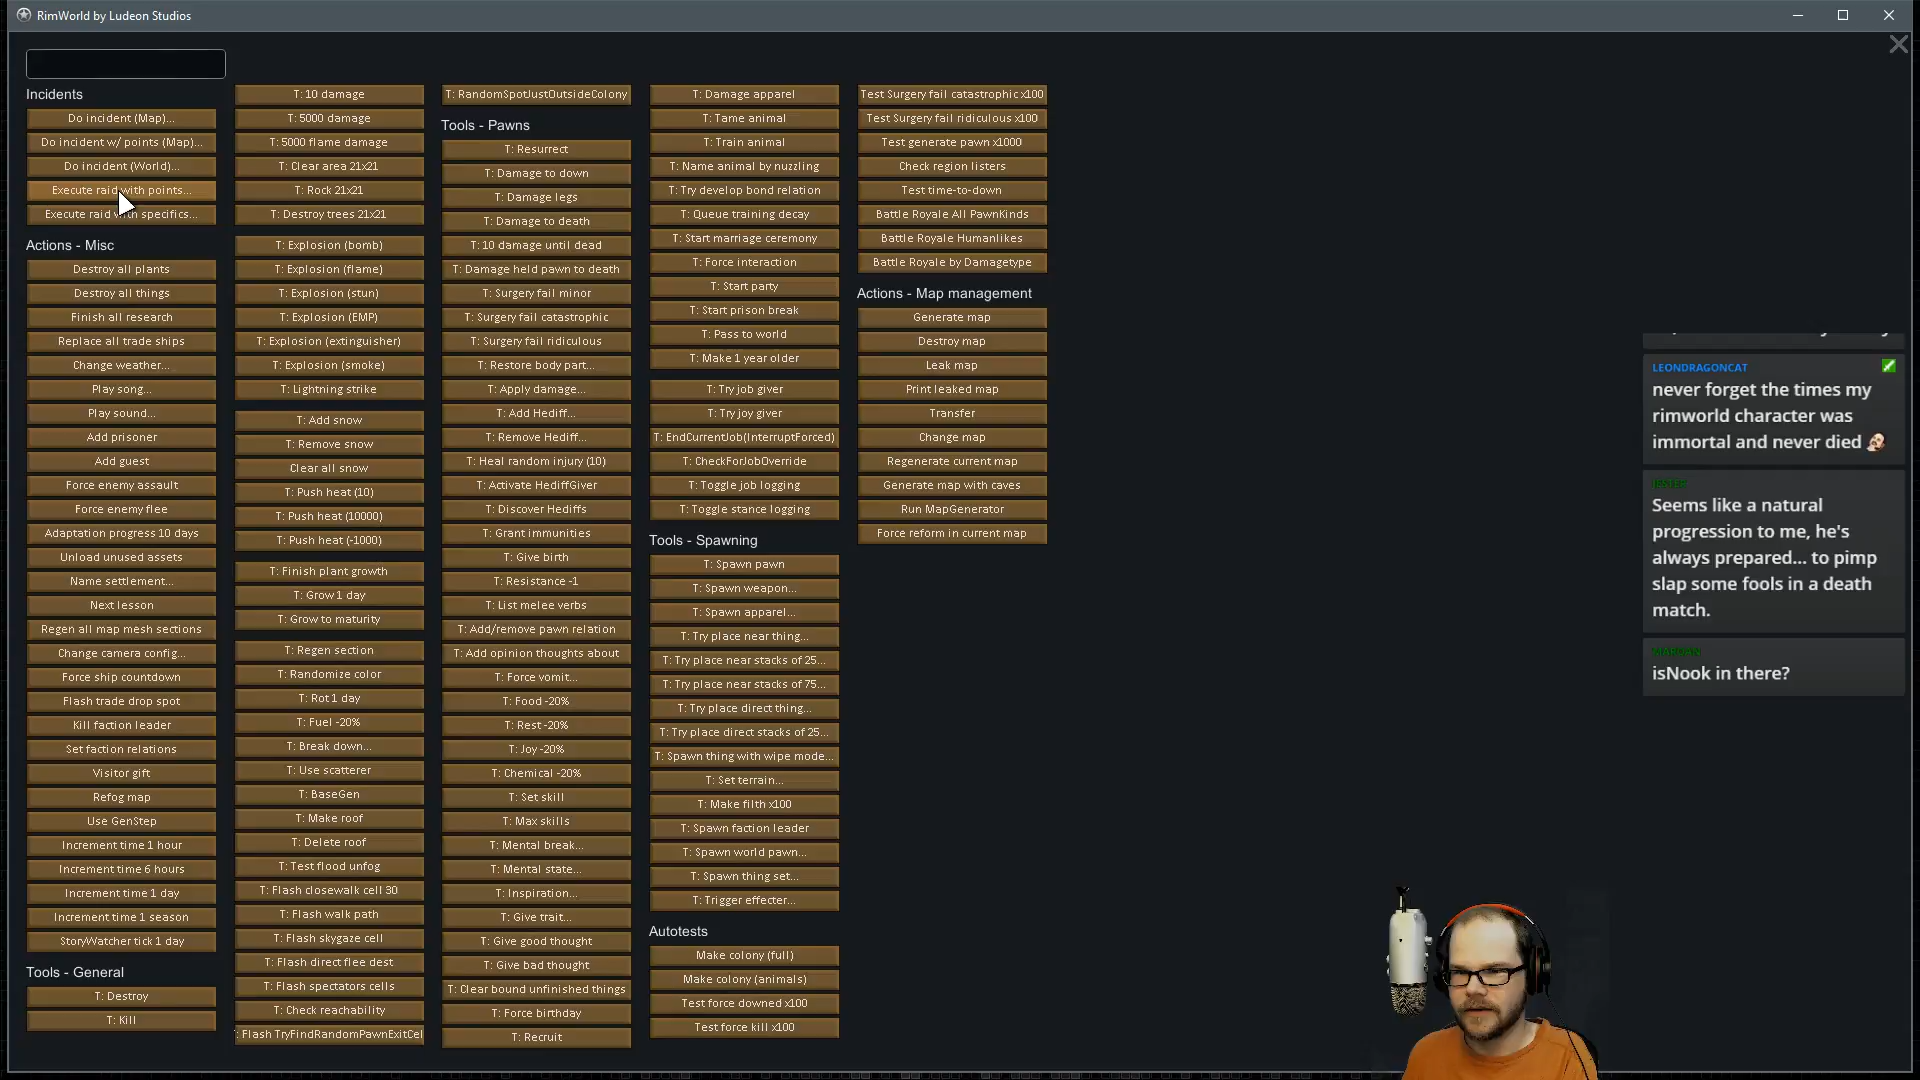 RimWorld by Ludeon Studios
Incidents
Do incident (Map)...
Do incident w/ points (Map)...
Do incident (World)...
Execute raid with points...
Execute raid with specifics...
Actions - Misc
Destroy all plants
Destroy all things
Finish all research
Replace all trade ships
Change weather...
Play song...
Play sound...
Add prisoner
Add guest
Force enemy assault
Force enemy flee
Adaptation progress 10 days
Unload unused assets
Name settlement...
Next lesson
Regen all map mesh sections
Change camera config...
Force ship countdown
Flash trade drop spot
Kill faction leader
Set faction relations
Visitor gift
Refog map
Use GenStep
Increment time 1 hour
Increment time 6 hours
Increment time 1 day
Increment time 1 season
StoryWatcher tick 1 day
Tools - General
T: Destroy
T: Kill
T: 10 damage
T: 5000 damage
T: 5000 flame damage
T: Clear area 21x21
T: Rock 21x21
T: Destroy trees 21x21
T: Explosion (bomb)
T: Explosion (flame)
T: Explosion (stun)
T: Explosion (EMP)
T: Explosion (extinguisher)
T: Explosion (smoke)
T: Lightning strike
T: Add snow
T: Remove snow
Clear all snow
T: Push heat (10)
T: Push heat (10000)
T: Push heat (-1000)
T: Finish plant growth
T: Grow 1 day
T: Grow to maturity
T: Regen section
T: Randomize color
T: Rot 1 day
T: Fuel -20%
T: Break down...
T: Use scatterer
T: BaseGen
T: Make roof
T: Delete roof
T: Test flood unfog
T: Flash closewalk cell 30
T: Flash walk path
T: Flash skygaze cell
T: Flash direct flee dest
T: Flash spectators cells
T: Check reachability
: Flash TryFindRandomPawnExitCel
T: RandomSpotJustOutsideColony
Tools - Pawns
T: Resurrect
T: Damage to down
T: Damage legs
T: Damage to death
T: 10 damage until dead
T: Damage held pawn to death
T: Surgery fail minor
T: Surgery fail catastrophic
T: Surgery fail ridiculous
T: Restore body part...
T: Apply damage...
T: Add Hediff...
T: Remove Hediff...
T: Heal random injury (10)
T: Activate HediffGiver
T: Discover Hediffs
T: Grant immunities
T: Give birth
T: Resistance -1
T: List melee verbs
T: Add/remove pawn relation
T: Add opinion thoughts about
T: Force vomit...
T: Food -20%
T: Rest -20%
T: Joy -20%
T: Chemical -20%
T: Set skill
T: Max skills
T: Mental break...
T: Mental state...
T: Inspiration...
T: Give trait...
T: Give good thought
T: Give bad thought
T: Clear bound unfinished things
T: Force birthday
T: Recruit
T: Damage apparel
T: Tame animal
T: Train animal
T: Name animal by nuzzling
T: Try develop bond relation
T: Queue training decay
T: Start marriage ceremony
T: Force interaction
T: Start party
T: Start prison break
T: Pass to world
T: Make 1 year older
T: Try job giver
T: Try joy giver
T: EndCurrentJob(InterruptForced)
T: CheckForJobOverride
T: Toggle job logging
T: Toggle stance logging
Tools - Spawning
T: Spawn pawn
T: Spawn weapon...
T: Spawn apparel...
T: Try place near thing...
T: Try place near stacks of 25...
T: Try place near stacks of 75...
T: Try place direct thing...
T: Try place direct stacks of 25...
T: Spawn thing with wipe mode...
T: Set terrain...
T: Make filth x100
T: Spawn faction leader
T: Spawn world pawn...
T: Spawn thing set...
T: Trigger effecter...
Autotests
Make colony (full)
Make colony (animals)
Test force downed x100
Test force kill x100
Test Surgery fail catastrophic x100
Test Surgery fail ridiculous x100
Test generate pawn x1000
Check region listers
Test time-to-down
Battle Royale All PawnKinds
Battle Royale Humanlikes
Battle Royale by Damagetype
Actions - Map management
Generate map
Destroy map
Leak map
Print leaked map
Transfer
Change map
Regenerate current map
Generate map with caves
Run MapGenerator
Force reform in current map
LEONDRAGONCAT
never forget the times my
rimworld character was
immortal and never died
Seems like a natural
progression to me, he's
always prepared... to pimp
slap some fools in a death
match.
isNook in there?